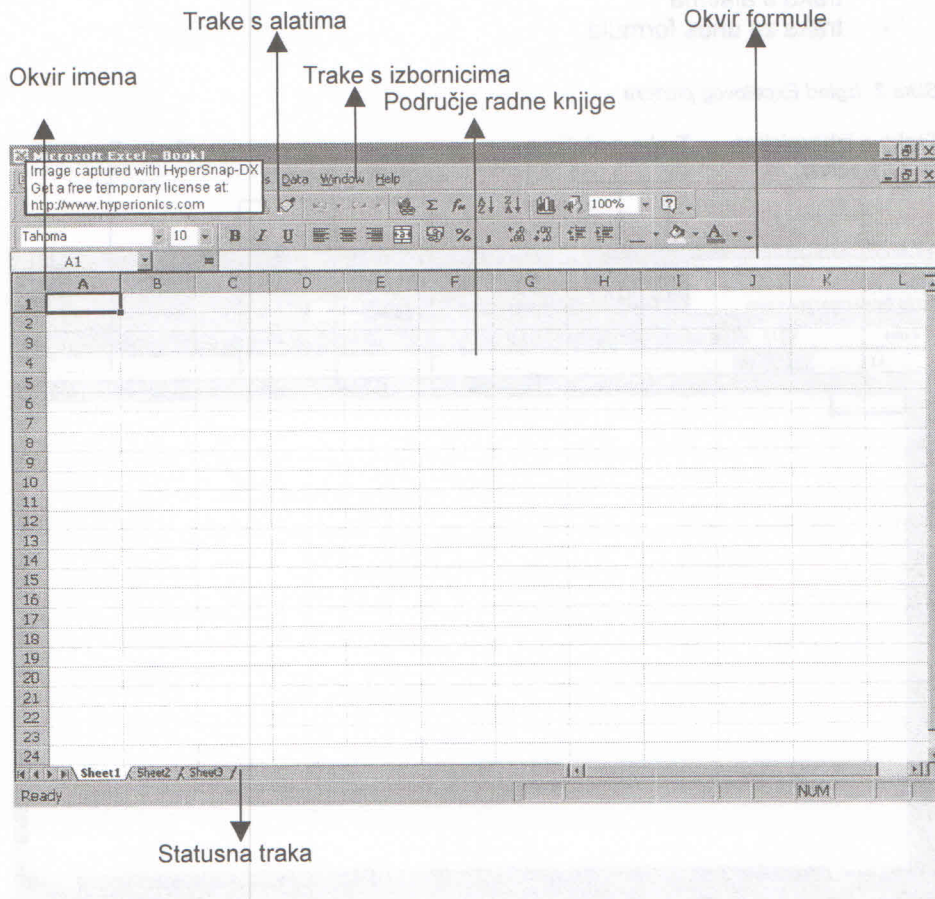 Trake s alatima
Okvir formule
Okvir imena
Trake s izbornicima
Područje radne knjige
Microsoft Excel - Book1
Image captured with HyperSnap-DX
Get a free temporary license at:
http://www.hyperionics.com
s Data Window Help
100%
Tahoma 10 B I U %
A1 =
A B C D E F G H I J K L
1
2
3
4
5
6
7
8
9
10
11
12
13
14
15
16
17
18
19
20
21
22
23
24
Sheet1 Sheet2 Sheet3
Ready NUM
Statusna traka